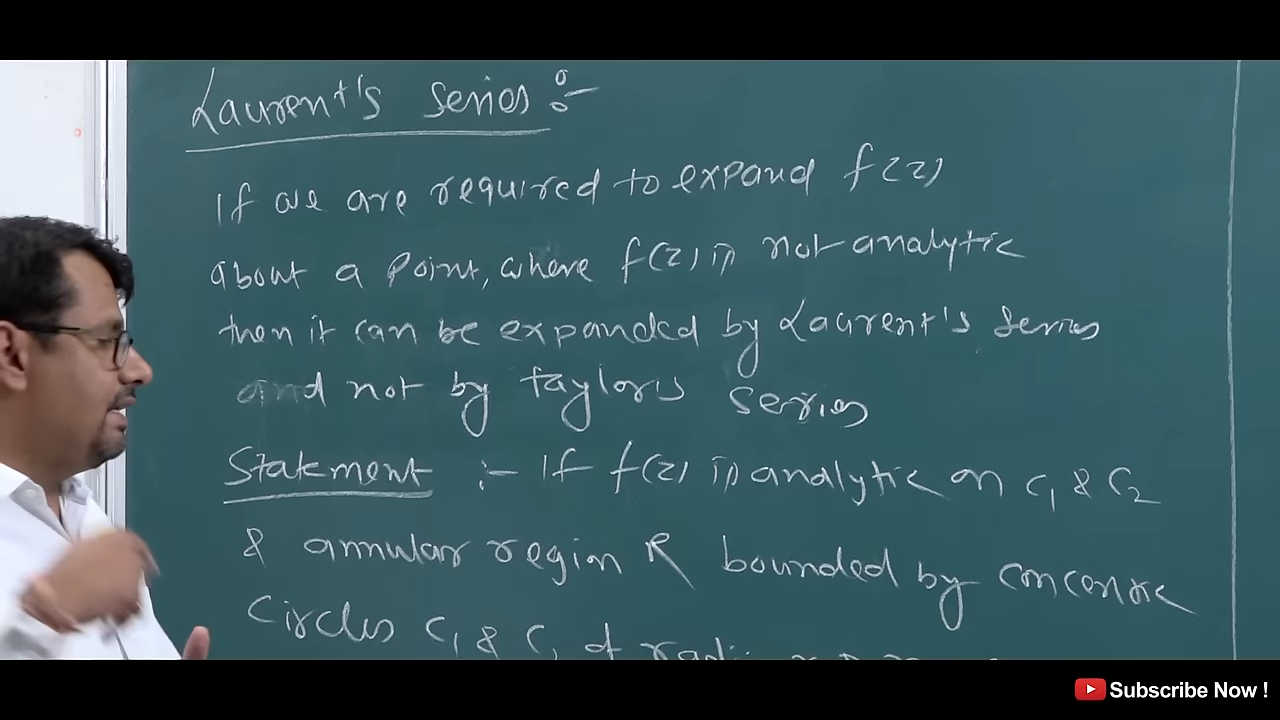 Laurent's series :-
If we are required to expand f(z)
about a point, where f(z) is not analytic
then it can be expanded by Laurent's series
and not by Taylor's series
Statement :- If f(z) is analytic on C1 & C2
& annular region R bounded by concentric
circles C1 & C, of radii
Subscribe Now !